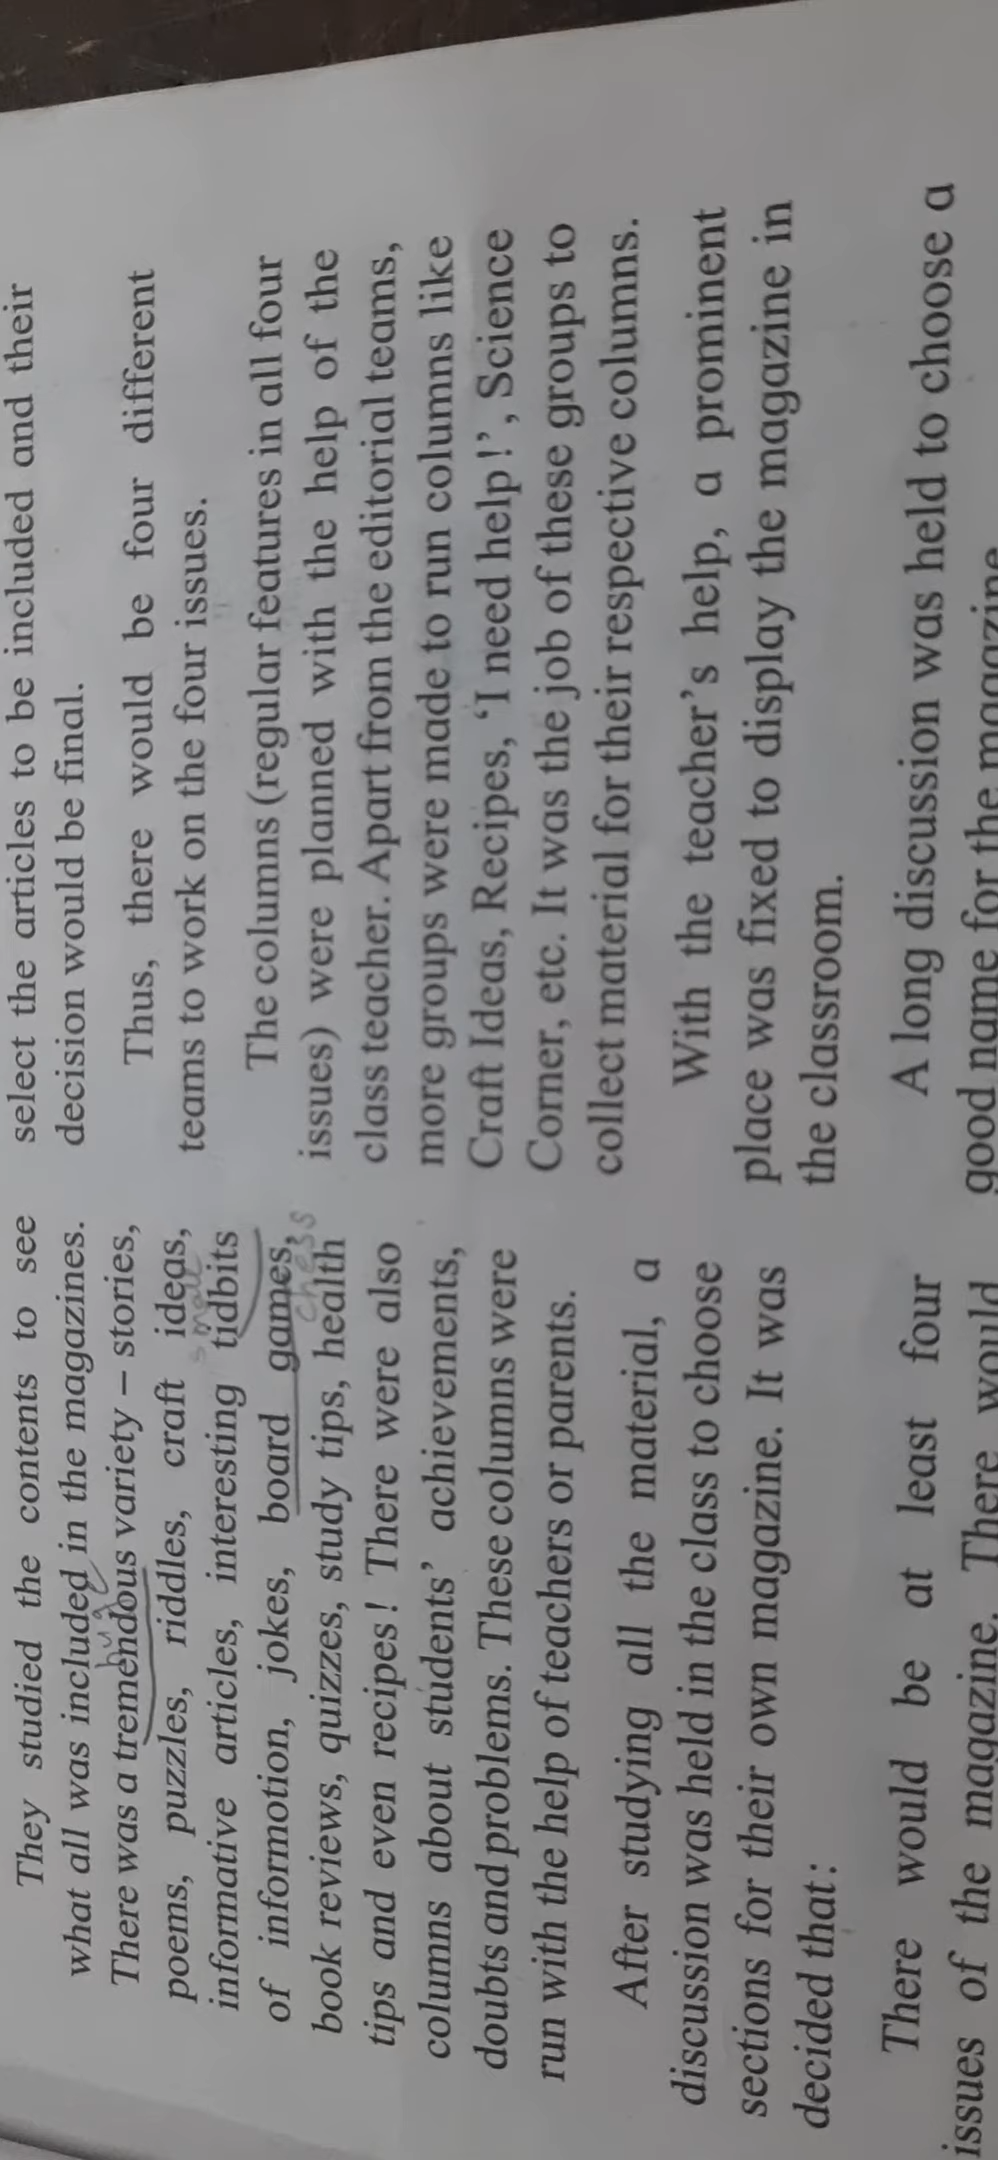 They studied the contents to see
what all was included in the magazines.
There was a tremendous variety – stories,
hug
poems, puzzles, riddles, craft ideas,
small
informative articles, interesting tidbits
of informotion, jokes, board games,
chess
book reviews, quizzes, study tips, health
tips and even recipes! There were also
columns about students' achievements,
doubts and problems. These columns were
run with the help of teachers or parents.
After studying all the material, a
discussion was held in the class to choose
sections for their own magazine. It was
decided that:
There would be at least four
issues of the magazine. There would
select the articles to be included and their
decision would be final.
Thus, there would be four different
teams to work on the four issues.
The columns (regular features in all four
issues) were planned with the help of the
class teacher. Apart from the editorial teams,
more groups were made to run columns like
Craft Ideas, Recipes, 'I need help!', Science
Corner, etc. It was the job of these groups to
collect material for their respective columns.
With the teacher's help, a prominent
place was fixed to display the magazine in
the classroom.
A long discussion was held to choose a
good name for the magazine